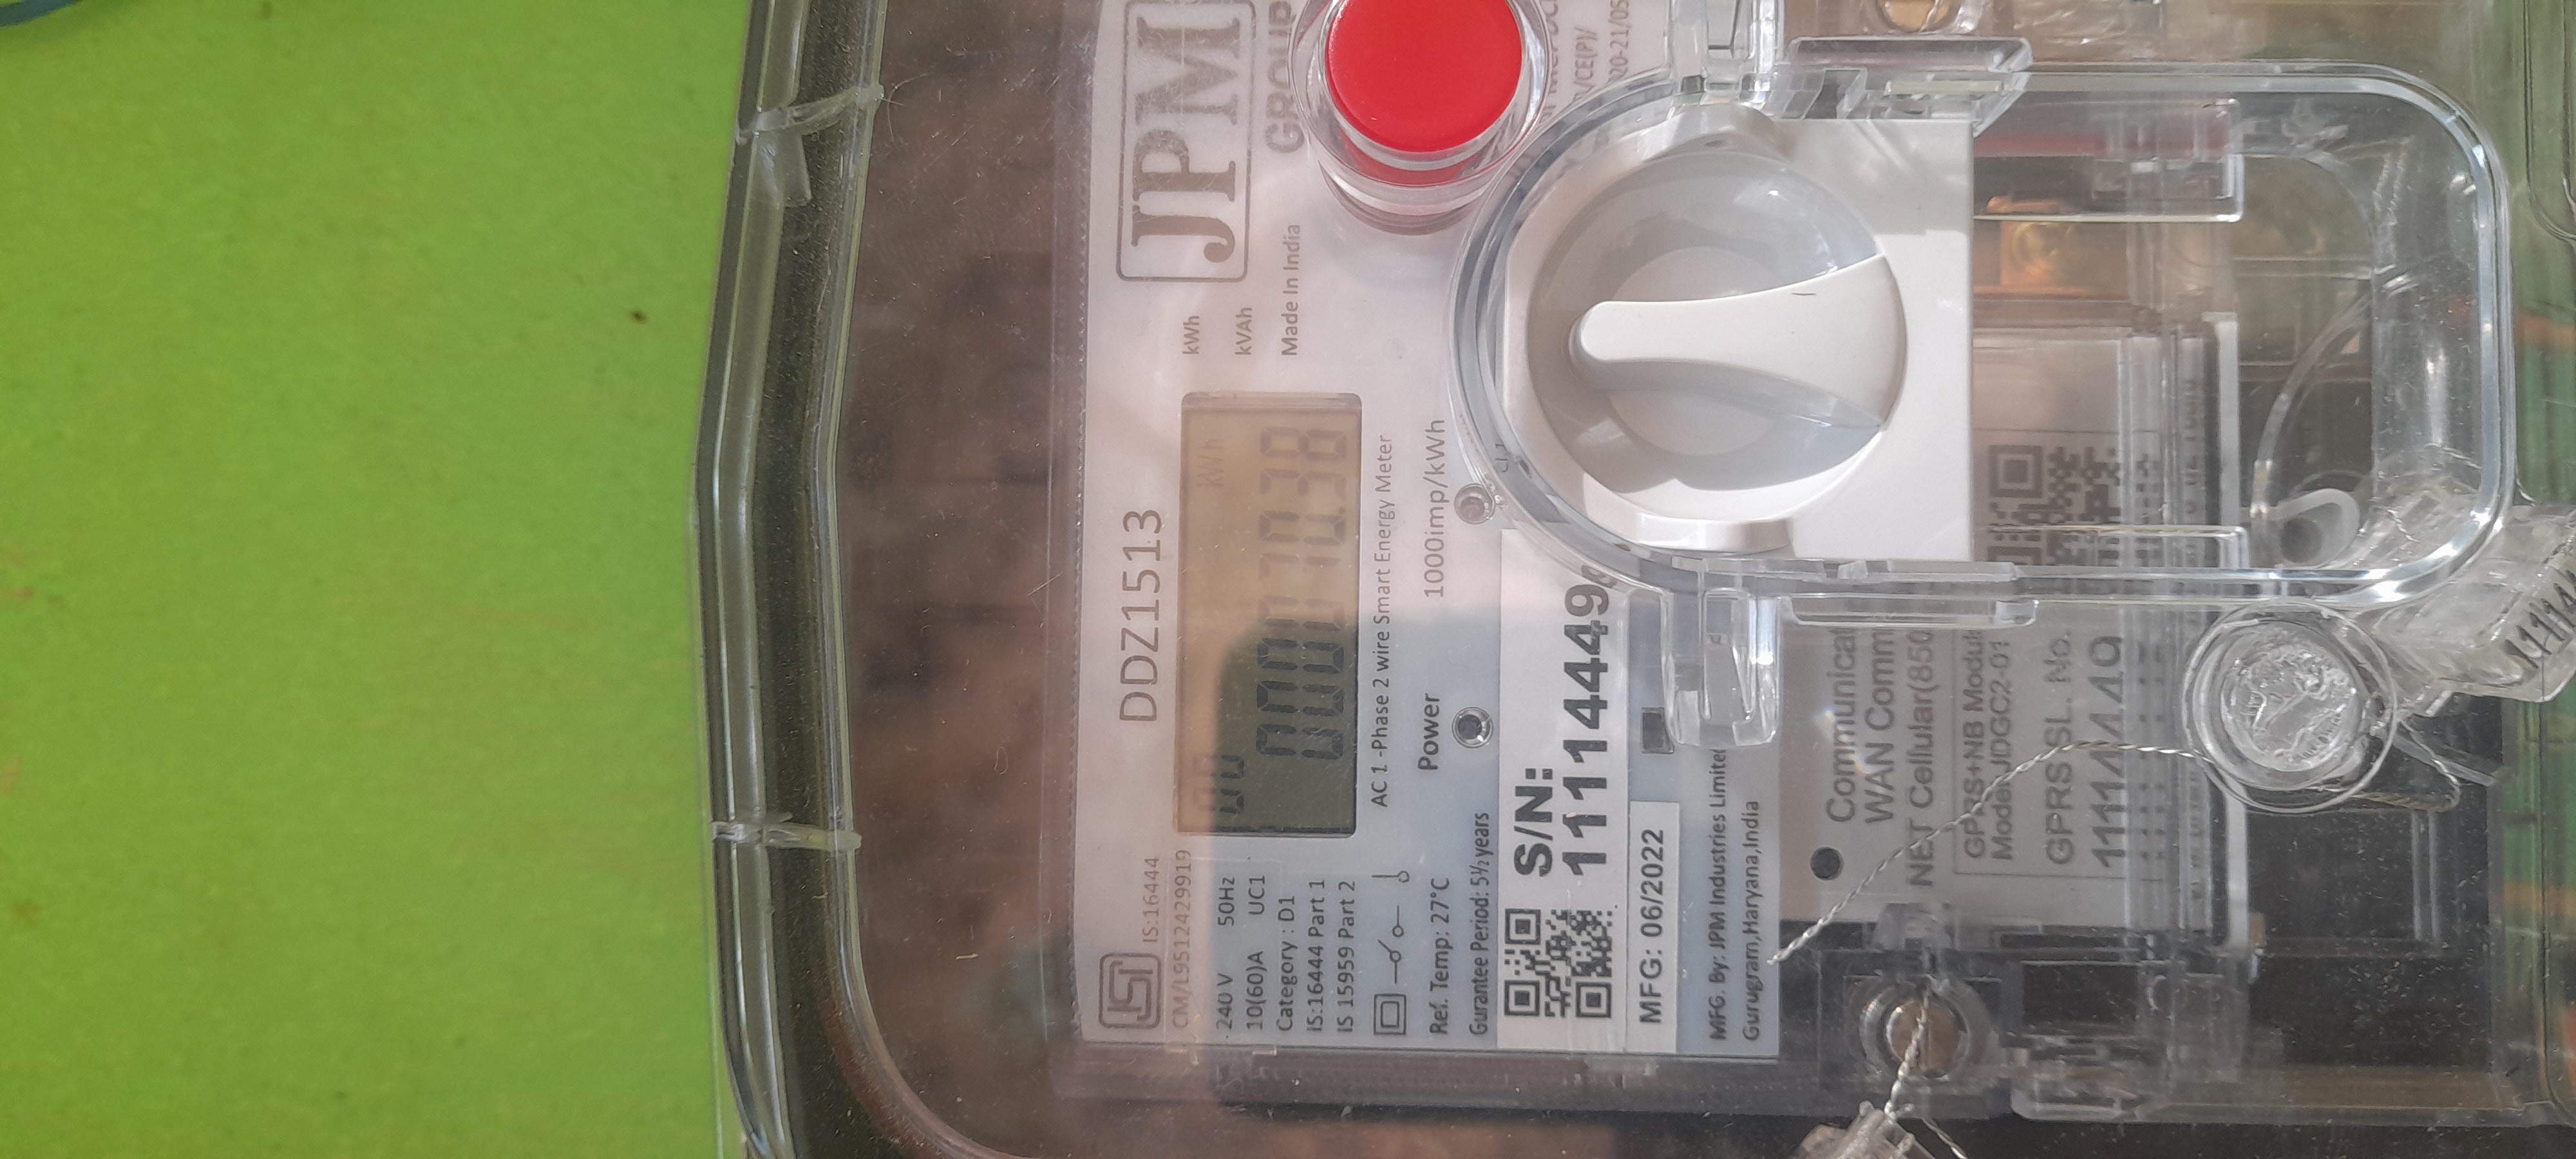 DDZ1513
JPM
GROUP
IS:16444
CM/L9512429919
240 V 50Hz
10(60)A UC1
Category : D1
IS:16444 Part 1
IS 15959 Part 2
kWh
000070.38
kWh
kVAh
Made In India
AC 1 -Phase 2 wire Smart Energy Meter
Ref. Temp: 27°C
Power
1000imp/kWh
Gurantee Period: 5½ years
S/N:
11114449
MFG: 06/2022
MFG. By: JPM Industries Limited
Gurugram,Haryana,India
WAN Comm
NET Cellular(850
GPRS+NB Modul
Model:JDGC2-01
GPRS SL. No.